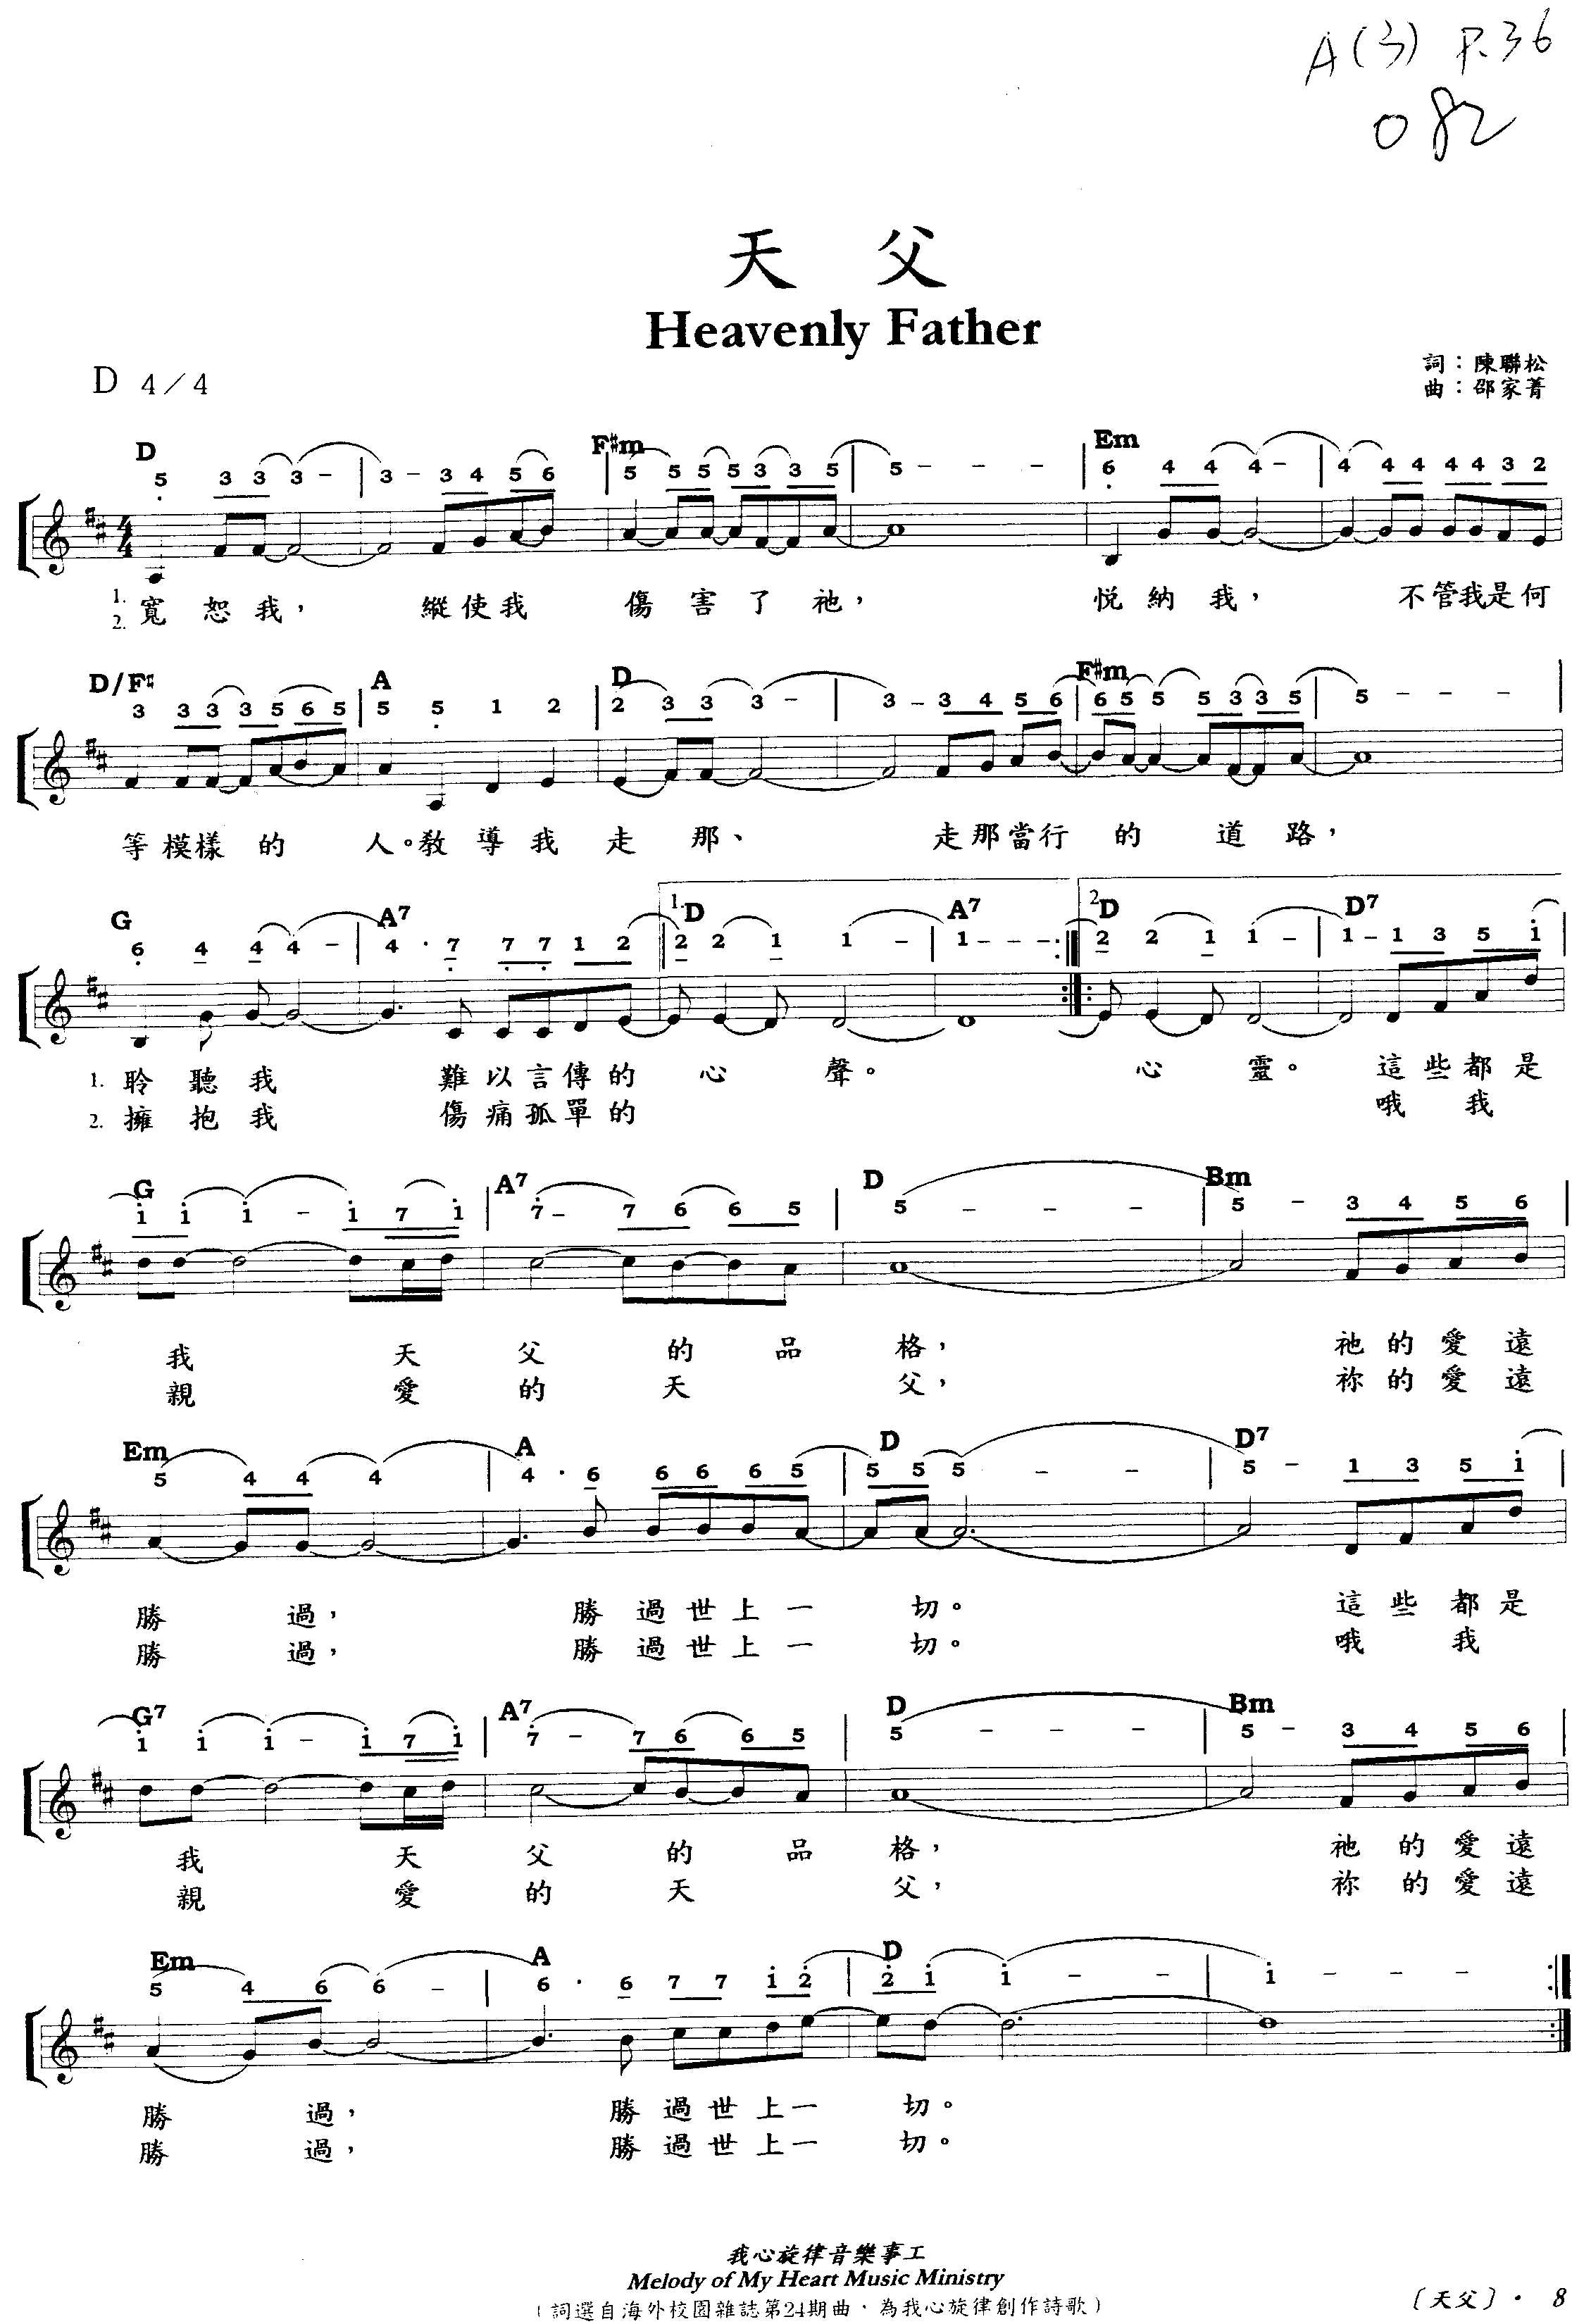 A(3) P.36
082
天 父
Heavenly Father
D 4/4
詞：陳聯松
曲：邵家菁
D F#m Em
5 3 3 3 – 3 – 3 4 5 6 5 5 5 5 3 3 5 5 – – – 6 4 4 4 – 4 4 4 4 4 3 2
1. 寬 恕 我， 縱 使 我 傷 害 了 祂， 悅 納 我， 不 管 我 是 何
2.
D/F# A D F#m
3 3 3 3 5 6 5 5 5 1 2 2 3 3 3 – 3 – 3 4 5 6 6 5 5 5 3 3 5 5 – – –
等 模 樣 的 人。教 導 我 走 那、 走 那 當 行 的 道 路，
G A7 1. D A7 2. D D7
6 4 4 4 – 4 · 7 7 7 1 2 2 2 1 1 – 1 – – – 2 2 1 1 – 1 – 1 3 5 i
1. 聆 聽 我 難 以 言 傳 的 心 聲。 心 靈。 這 些 都 是
2. 擁 抱 我 傷 痛 孤 單 的 哦 我
G A7 D Bm
i i i – i 7 i 7 – 7 6 6 5 5 – – – 5 – 3 4 5 6
我 天 父 的 品 格， 祂 的 愛 遠
親 愛 的 天 父， 祢 的 愛 遠
Em A D D7
5 4 4 4 4 · 6 6 6 6 5 5 5 5 – – 5 – 1 3 5 i
勝 過， 勝 過 世 上 一 切。 這 些 都 是
勝 過， 勝 過 世 上 一 切。 哦 我
G7 A7 D Bm
i i i – i 7 i 7 – 7 6 6 5 5 – – – 5 – 3 4 5 6
我 天 父 的 品 格， 祂 的 愛 遠
親 愛 的 天 父， 祢 的 愛 遠
Em A D
5 4 6 6 – 6 · 6 7 7 i 2 2 i i – – i – – –
勝 過， 勝 過 世 上 一 切。
勝 過， 勝 過 世 上 一 切。
我心旋律音樂事工
Melody of My Heart Music Ministry
（詞選自海外校園雜誌第24期曲，為我心旋律創作詩歌）
〔天父〕· 8